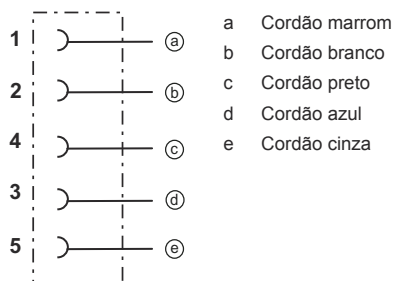 1 a
2 b
4 c
3 d
5 e
a Cordão marrom
b Cordão branco
c Cordão preto
d Cordão azul
e Cordão cinza